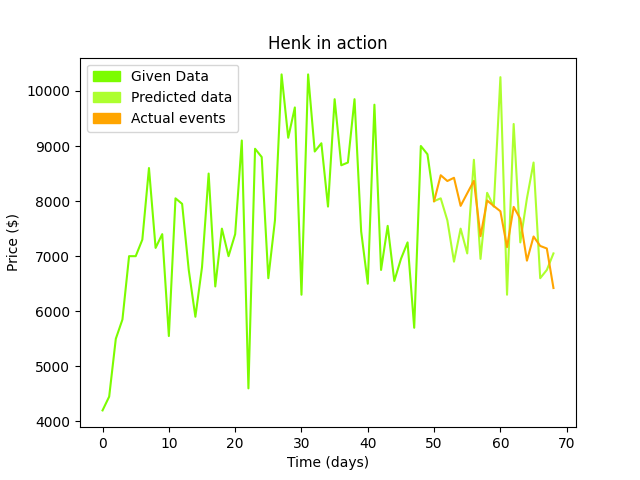 Henk in action
Given Data
Predicted data
Actual events
Price ($)
10000
9000
8000
7000
6000
5000
4000
0 10 20 30 40 50 60 70
Time (days)